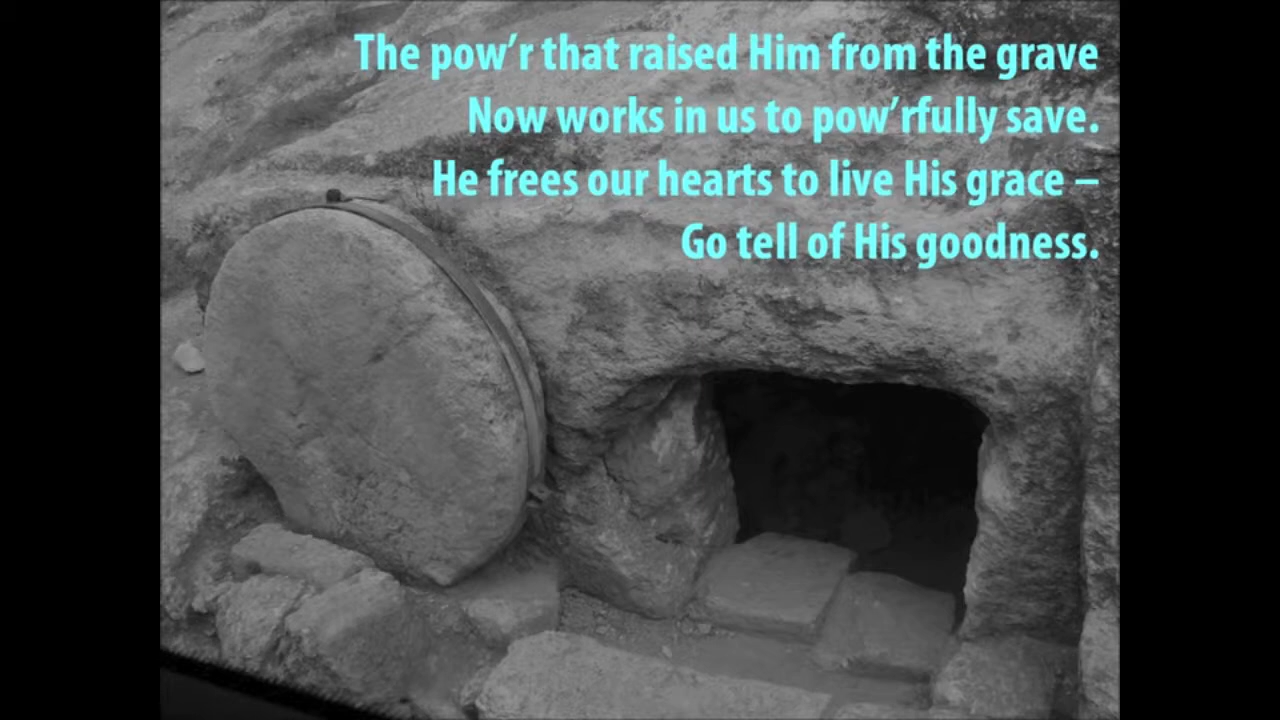 The pow’r that raised Him from the grave
Now works in us to pow’rfully save.
He frees our hearts to live His grace –
Go tell of His goodness.